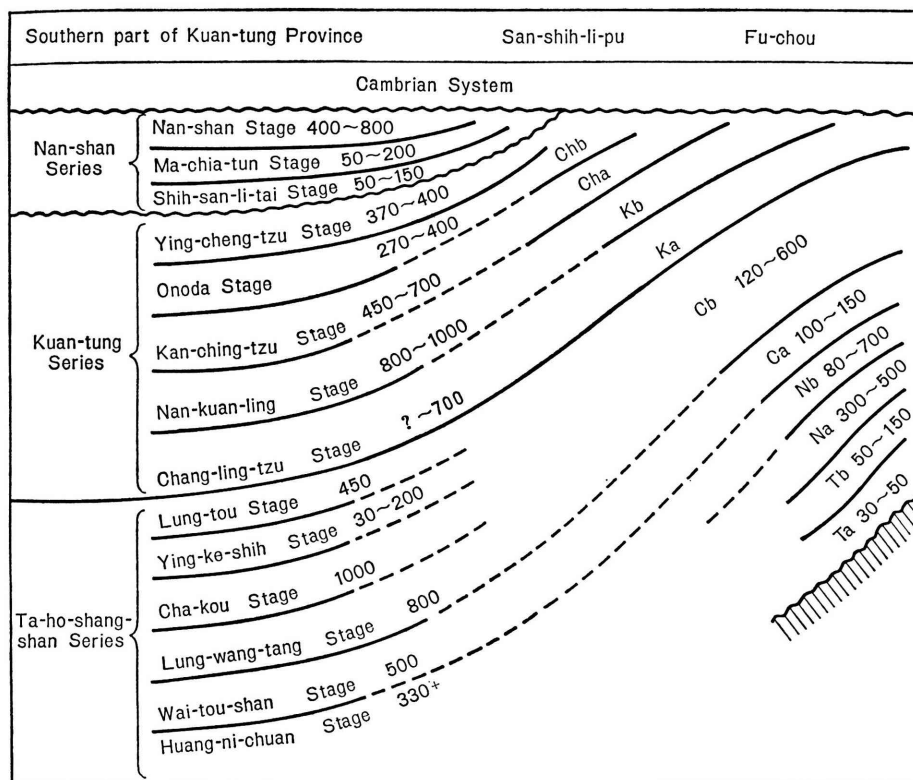 Southern part of Kuan-tung Province San-shih-li-pu Fu-chou
Cambrian System
Nan-shan Series
Nan-shan Stage 400~800
Ma-chia-tun Stage 50~200
Shih-san-li-tai Stage 50~150
Kuan-tung Series
Ying-cheng-tzu Stage 370~400
Onoda Stage 270~400
Kan-ching-tzu Stage 450~700
Nan-kuan-ling Stage 800~1000
Chang-ling-tzu Stage ?~700
Ta-ho-shang-shan Series
Lung-tou Stage 450
Ying-ke-shih Stage 30~200
Cha-kou Stage 1000
Lung-wang-tang Stage 800
Wai-tou-shan Stage 500
Huang-ni-chuan Stage 330+
Chb
Cha
Kb
Ka
Cb 120~600
Ca 100~150
Nb 80~700
Na 300~500
Tb 50~150
Ta 30~50